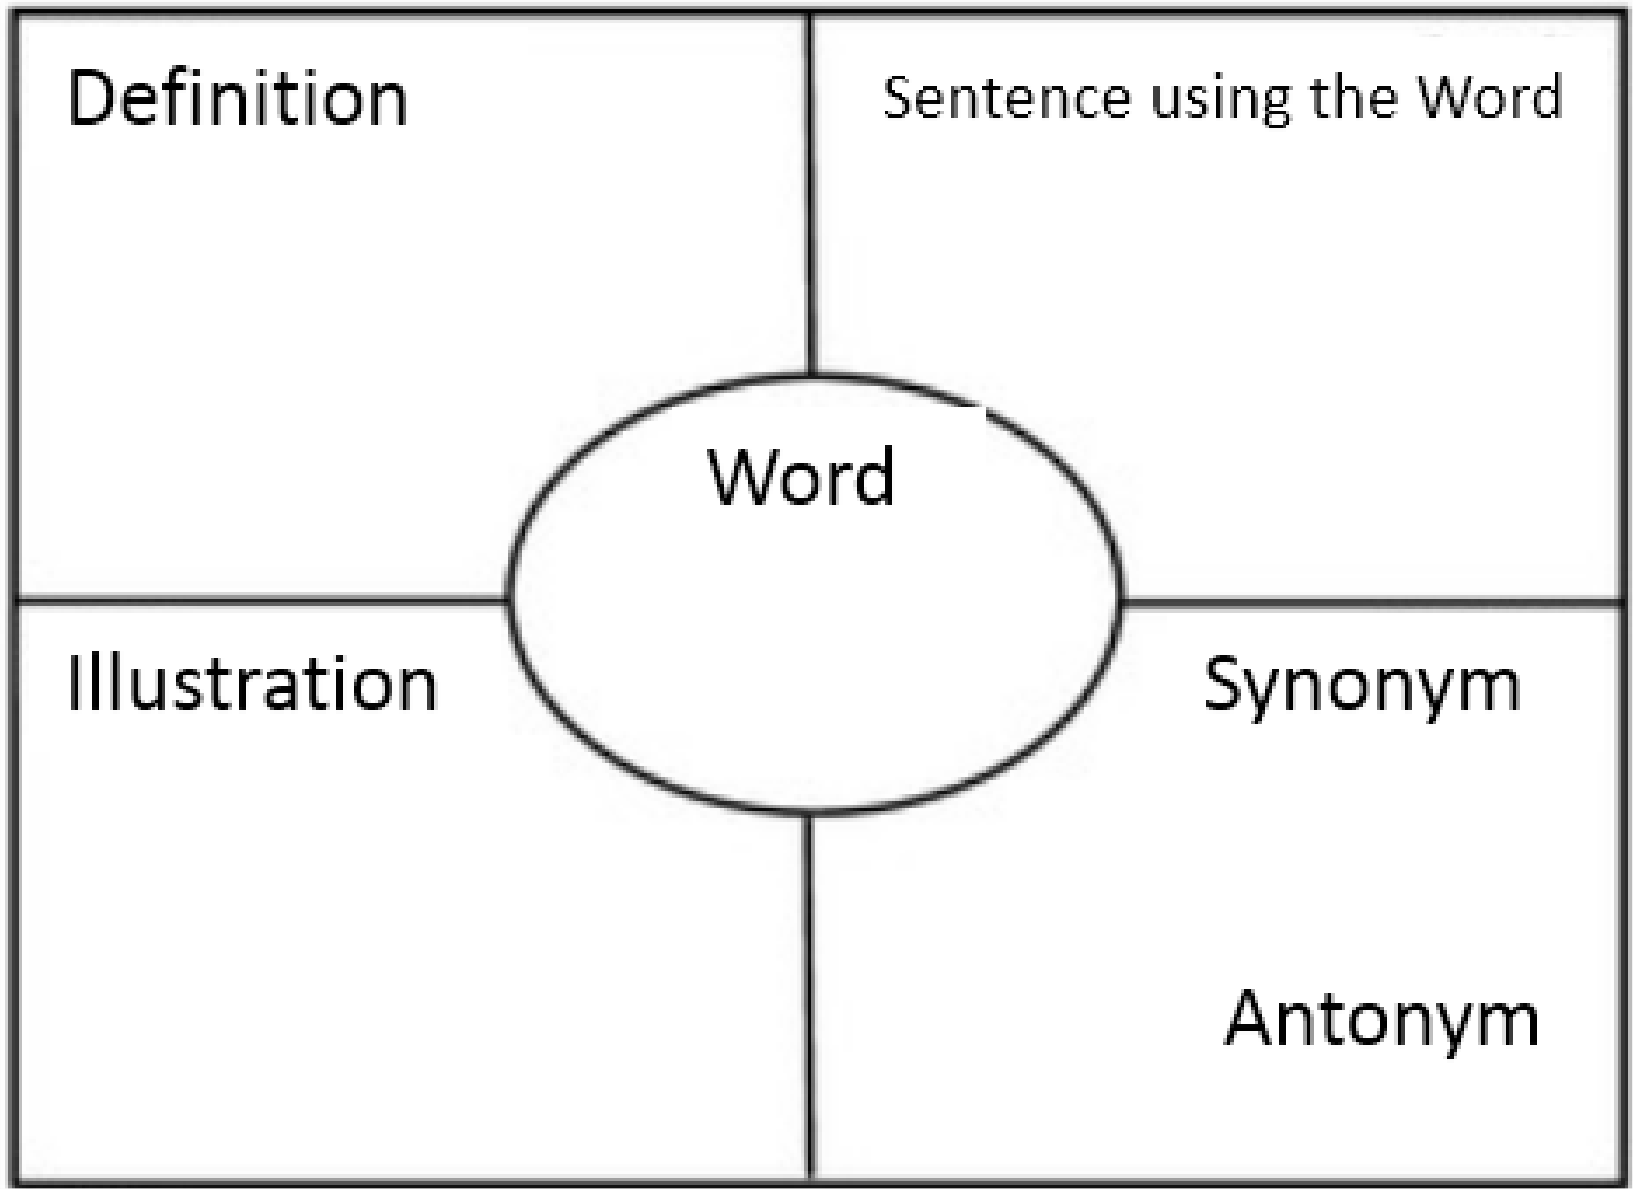 Definition
Sentence using the Word
Word
Illustration
Synonym
Antonym